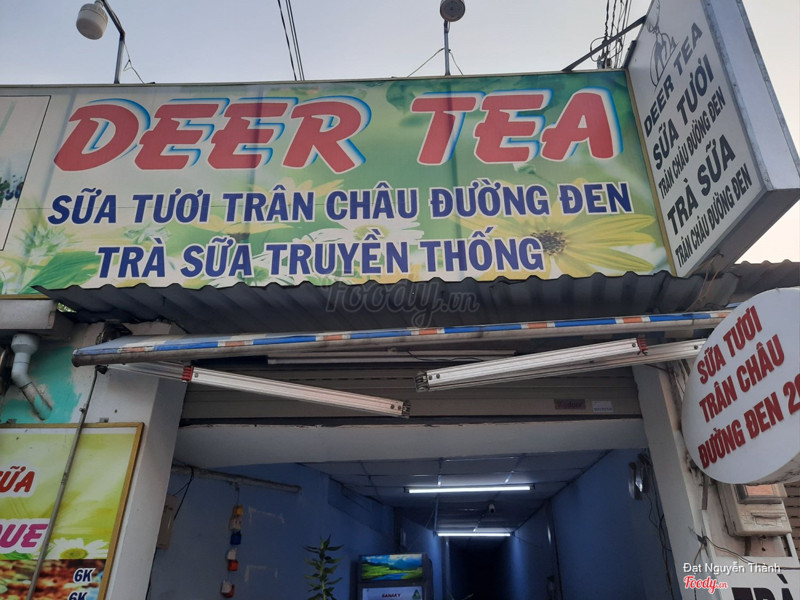 DEER TEA
SỮA TƯƠI TRÂN CHÂU ĐƯỜNG ĐEN
TRÀ SỮA TRUYỀN THỐNG
DEER TEA
SỮA TƯƠI
TRÂN CHÂU ĐƯỜNG ĐEN
TRÀ SỮA
TRÂN CHÂU ĐƯỜNG ĐEN
Foody.vn
SỮA TƯƠI
TRÂN CHÂU
ĐƯỜNG ĐEN
6K
6K
TRÀ
Đạt Nguyễn Thành
Foody.vn